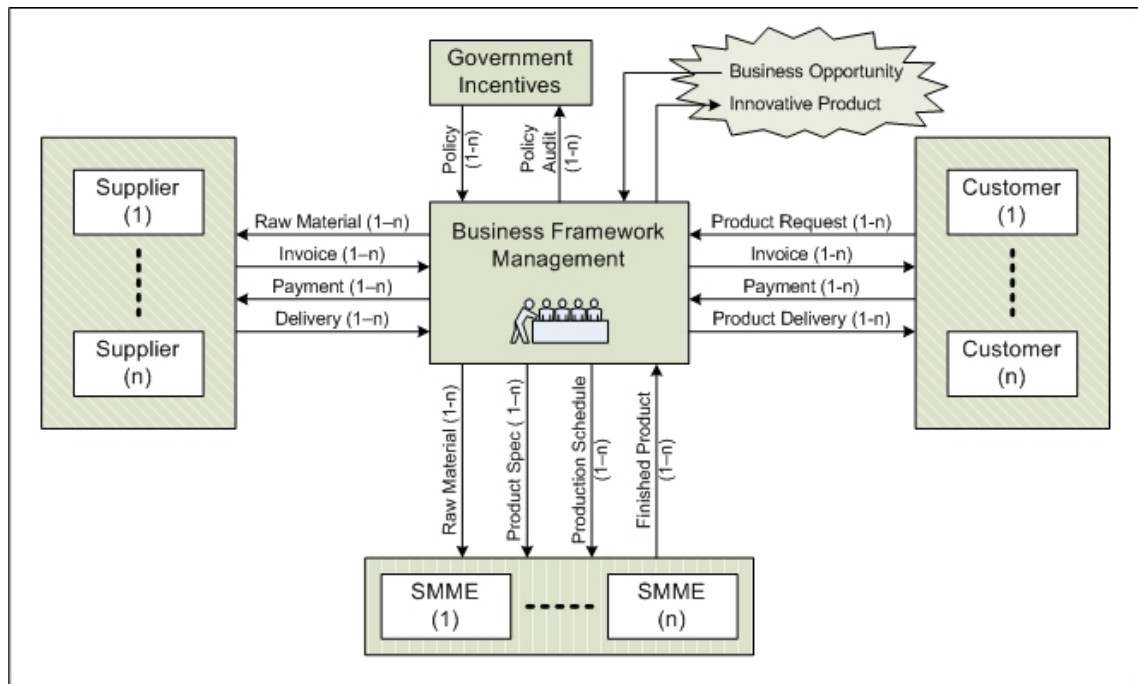 Government
Incentives
Business Opportunity
Innovative Product
Policy
(1-n)
Policy
Audit
(1-n)
Supplier
(1)
Supplier
(n)
Raw Material (1–n)
Invoice (1–n)
Payment (1–n)
Delivery (1–n)
Business Framework
Management
Product Request (1-n)
Invoice (1-n)
Payment (1-n)
Product Delivery (1-n)
Customer
(1)
Customer
(n)
Raw Material (1-n)
Product Spec ( 1–n)
Production Schedule
(1–n)
Finished Product
(1–n)
SMME
(1)
SMME
(n)